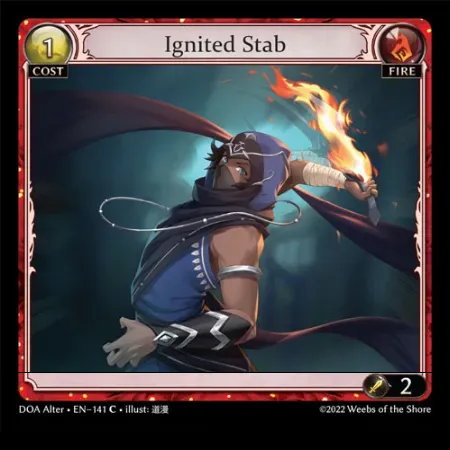 1
COST
Ignited Stab
FIRE
2
DOA Alter • EN-141 C • illust: 道漫
©2022 Weebs of the Shore